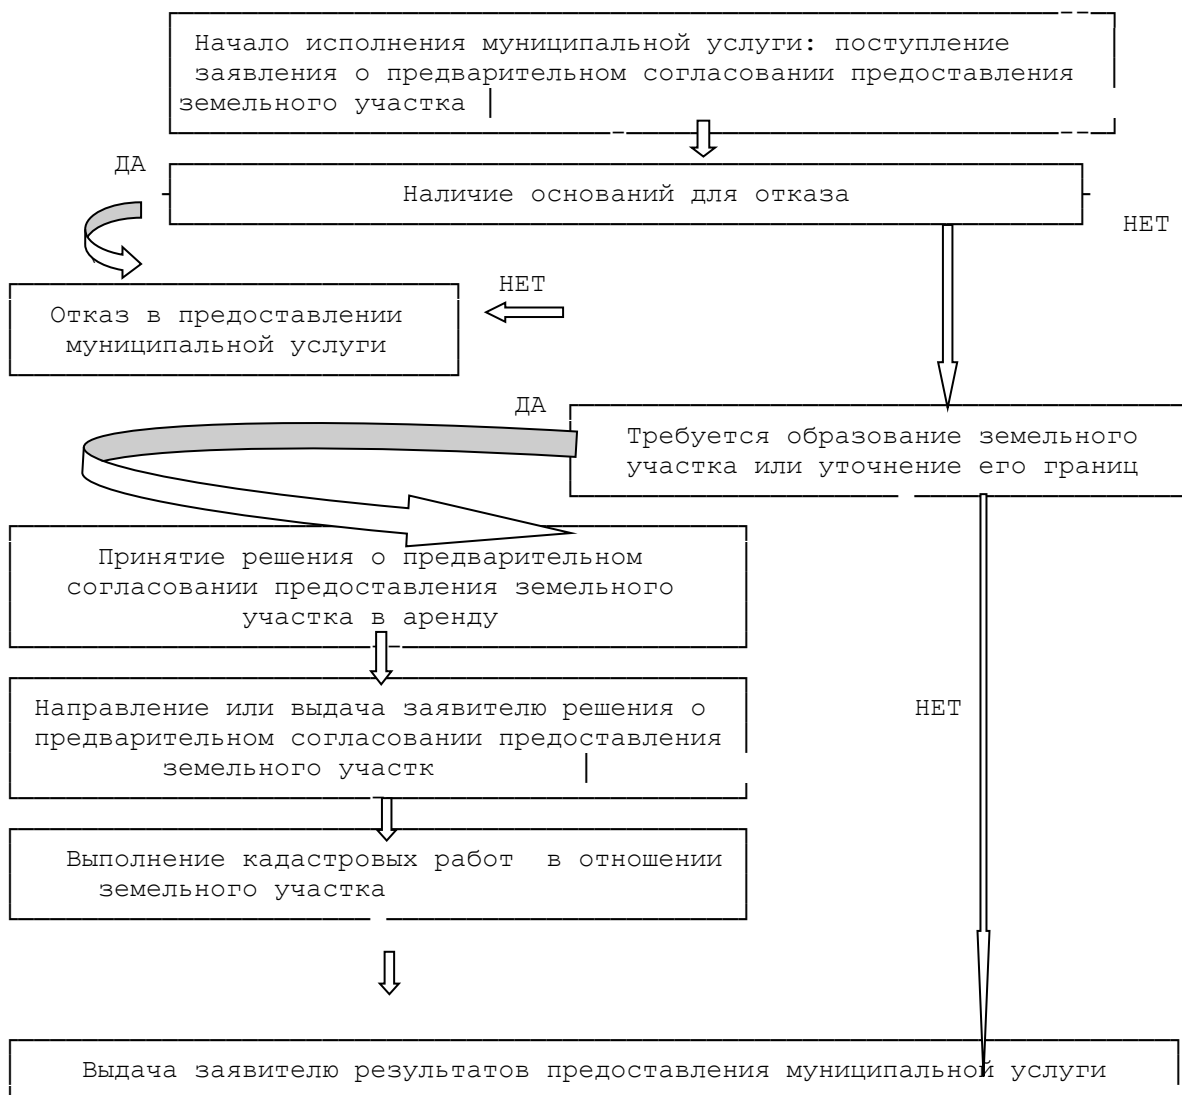 Начало исполнения муниципальной услуги: поступление
заявления о предварительном согласовании предоставления
земельного участка
ДА
Наличие оснований для отказа
НЕТ
НЕТ
Отказ в предоставлении
муниципальной услуги
ДА
Требуется образование земельного
участка или уточнение его границ
Принятие решения о предварительном
согласовании предоставления земельного
участка в аренду
Направление или выдача заявителю решения о
предварительном согласовании предоставления
земельного участк
НЕТ
Выполнение кадастровых работ в отношении
земельного участка
Выдача заявителю результатов предоставления муниципальной услуги